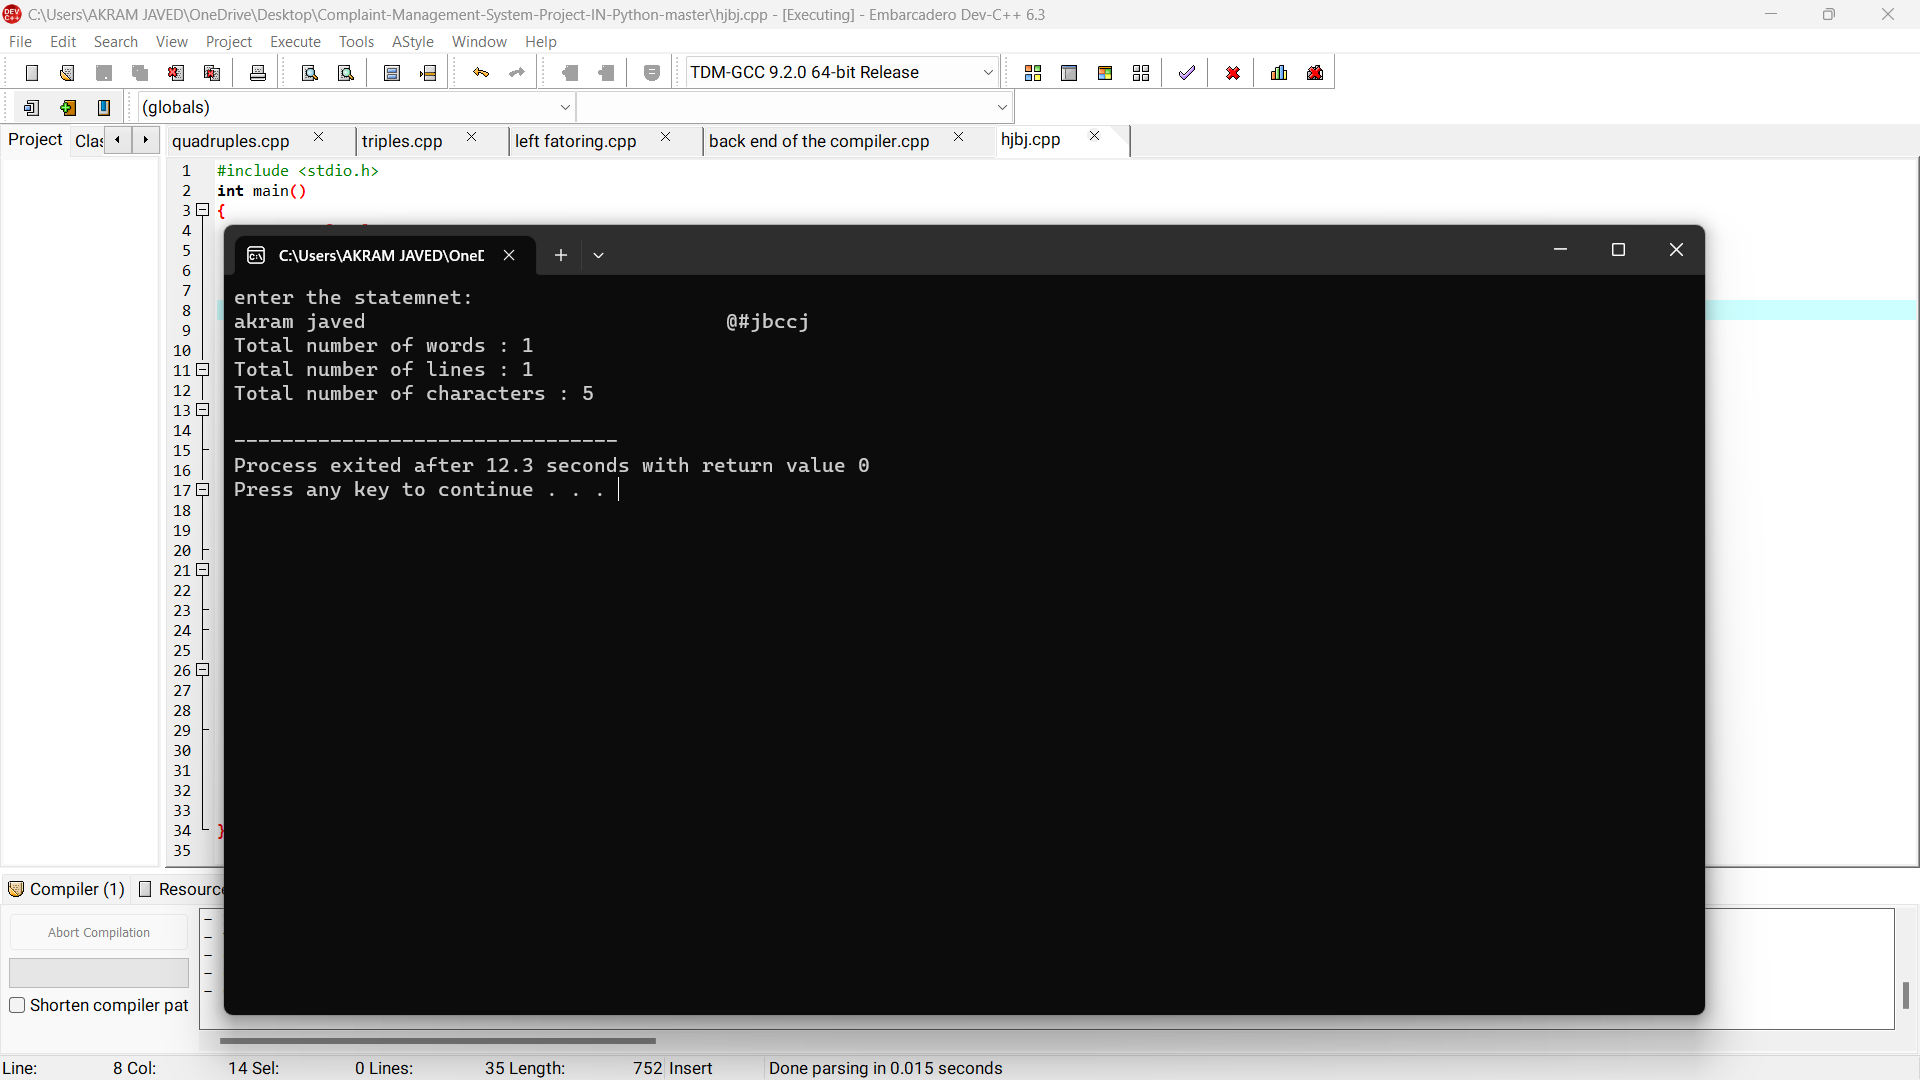 C:\Users\AKRAM JAVED\OneDrive\Desktop\Complaint-Management-System-Project-IN-Python-master\hjbj.cpp - [Executing] - Embarcadero Dev-C++ 6.3
File Edit Search View Project Execute Tools AStyle Window Help
TDM-GCC 9.2.0 64-bit Release
(globals)
Project Clas quadruples.cpp triples.cpp left fatoring.cpp back end of the compiler.cpp hjbj.cpp
1 #include <stdio.h>
2 int main()
3 {
4
5
6
7
8
9
10
11
12
13
14
15
16
17
18
19
20
21
22
23
24
25
26
27
28
29
30
31
32
33
34 }
35
C:\Users\AKRAM JAVED\OneD
enter the statemnet:
akram javed @#jbccj
Total number of words : 1
Total number of lines : 1
Total number of characters : 5
--------------------------------
Process exited after 12.3 seconds with return value 0
Press any key to continue . . .
Compiler (1) Resource
Abort Compilation
Shorten compiler pat
Line: 8 Col: 14 Sel: 0 Lines: 35 Length: 752 Insert Done parsing in 0.015 seconds